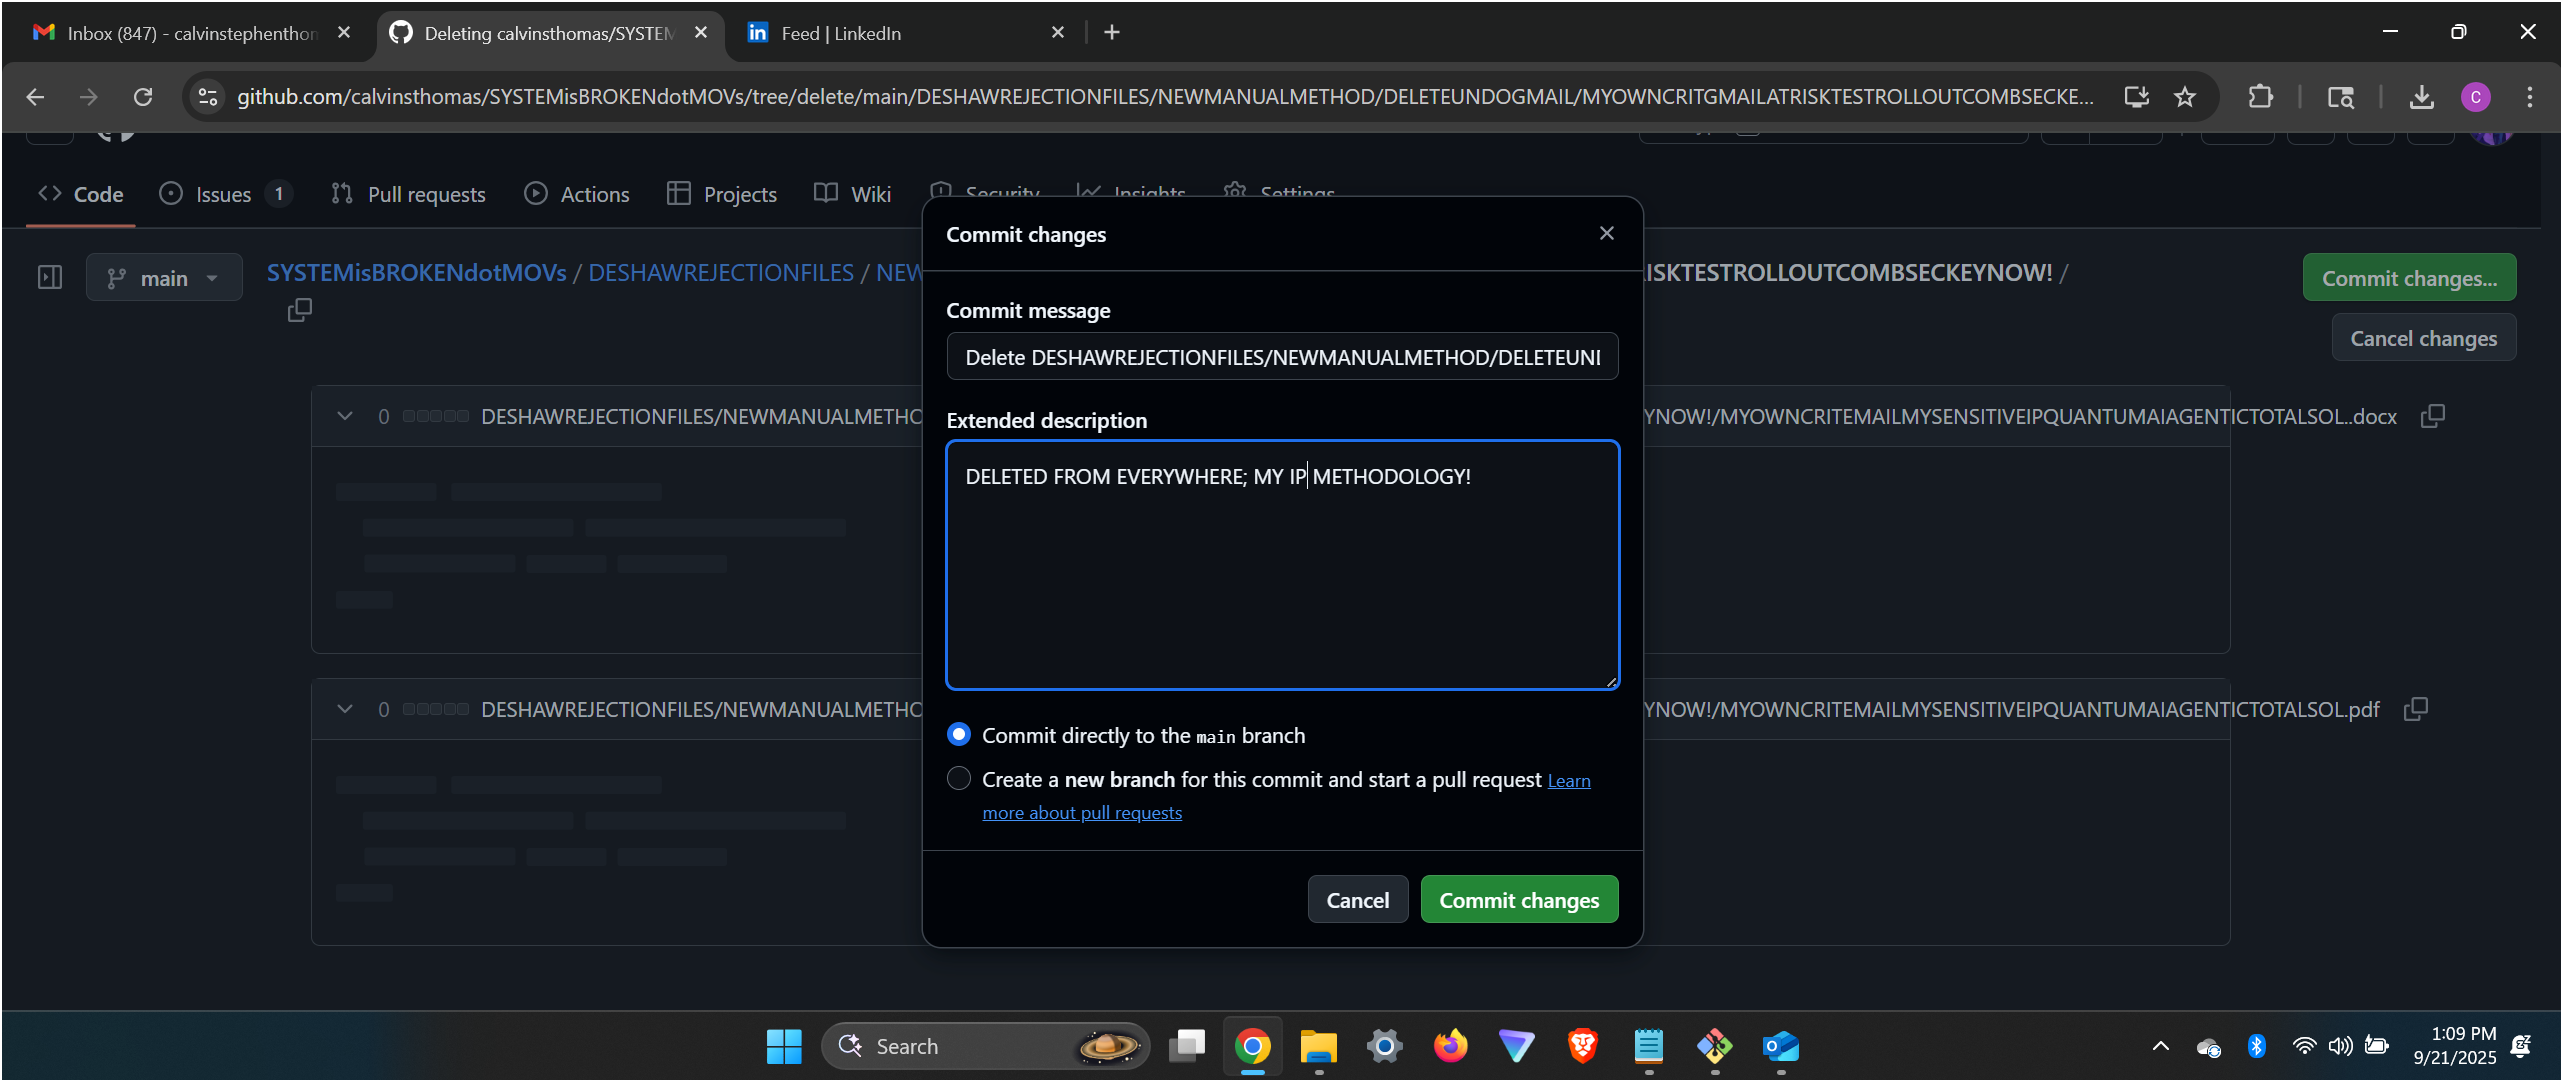 Inbox (847) - calvinstephenthon
Deleting calvinsthomas/SYSTEM
Feed | LinkedIn
github.com/calvinsthomas/SYSTEMisBROKENdotMOVs/tree/delete/main/DESHAWREJECTIONFILES/NEWMANUALMETHOD/DELETEUNDOGMAIL/MYOWNCRITGMAILATRISKTESTROLLOUTCOMBSECKE...
C
Code
Issues 1
Pull requests
Actions
Projects
Wiki
Security
Insights
Settings
main
SYSTEMisBROKENdotMOVs / DESHAWREJECTIONFILES / NEW
ISKTESTROLLOUTCOMBSECKEYNOW! /
Commit changes...
Cancel changes
0 DESHAWREJECTIONFILES/NEWMANUALMETHO
YNOW!/MYOWNCRITEMAILMYSENSITIVEIPQUANTUMAIAGENTICTOTALSOL..docx
0 DESHAWREJECTIONFILES/NEWMANUALMETHO
YNOW!/MYOWNCRITEMAILMYSENSITIVEIPQUANTUMAIAGENTICTOTALSOL.pdf
Commit changes
Commit message
Delete DESHAWREJECTIONFILES/NEWMANUALMETHOD/DELETEUN
Extended description
DELETED FROM EVERYWHERE; MY IP METHODOLOGY!
Commit directly to the main branch
Create a new branch for this commit and start a pull request Learn
more about pull requests
Cancel
Commit changes
Search
1:09 PM
9/21/2025